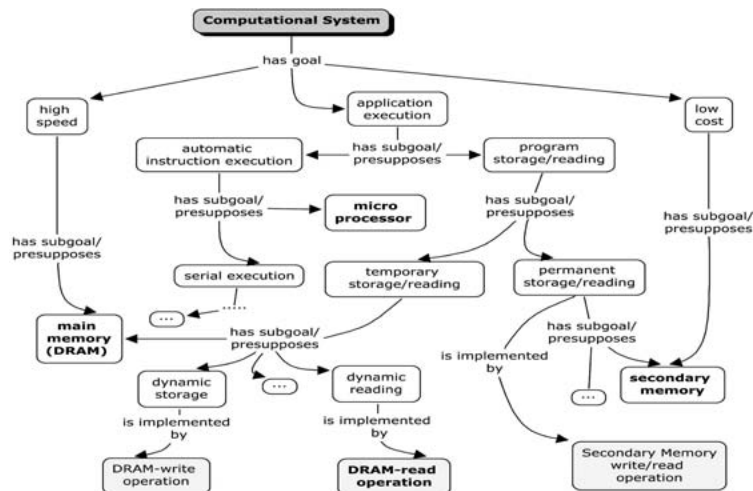 Computational System
has goal
high
speed
application
execution
low
cost
automatic
instruction execution
has subgoal/
presupposes
program
storage/reading
has subgoal/
presupposes
micro
processor
has subgoal/
presupposes
has subgoal/
presupposes
has subgoal/
presupposes
serial execution
temporary
storage/reading
permanent
storage/reading
...
.....
main
memory
(DRAM)
has subgoal/
presupposes
has subgoal/
presupposes
is implemented
by
secondary
memory
dynamic
storage
...
dynamic
reading
...
is implemented
by
is implemented
by
DRAM-write
operation
DRAM-read
operation
Secondary Memory
write/read
operation